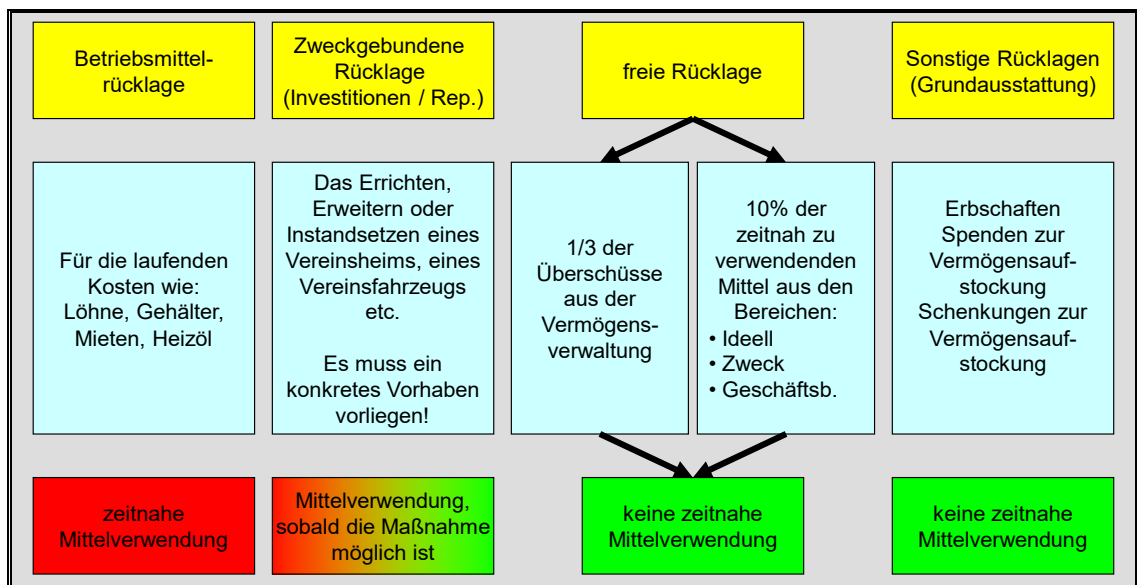 Betriebsmittel-
rücklage
Zweckgebundene
Rücklage
(Investitionen / Rep.)
freie Rücklage
Sonstige Rücklagen
(Grundausstattung)
Für die laufenden
Kosten wie:
Löhne, Gehälter,
Mieten, Heizöl
Das Errichten,
Erweitern oder
Instandsetzen eines
Vereinsheims, eines
Vereinsfahrzeugs
etc.
Es muss ein
konkretes Vorhaben
vorliegen!
1/3 der
Überschüsse
aus der
Vermögens-
verwaltung
10% der
zeitnah zu
verwendenden
Mittel aus den
Bereichen:
• Ideell
• Zweck
• Geschäftsb.
Erbschaften
Spenden zur
Vermögensauf-
stockung
Schenkungen zur
Vermögensauf-
stockung
zeitnahe
Mittelverwendung
Mittelverwendung,
sobald die Maßnahme
möglich ist
keine zeitnahe
Mittelverwendung
keine zeitnahe
Mittelverwendung